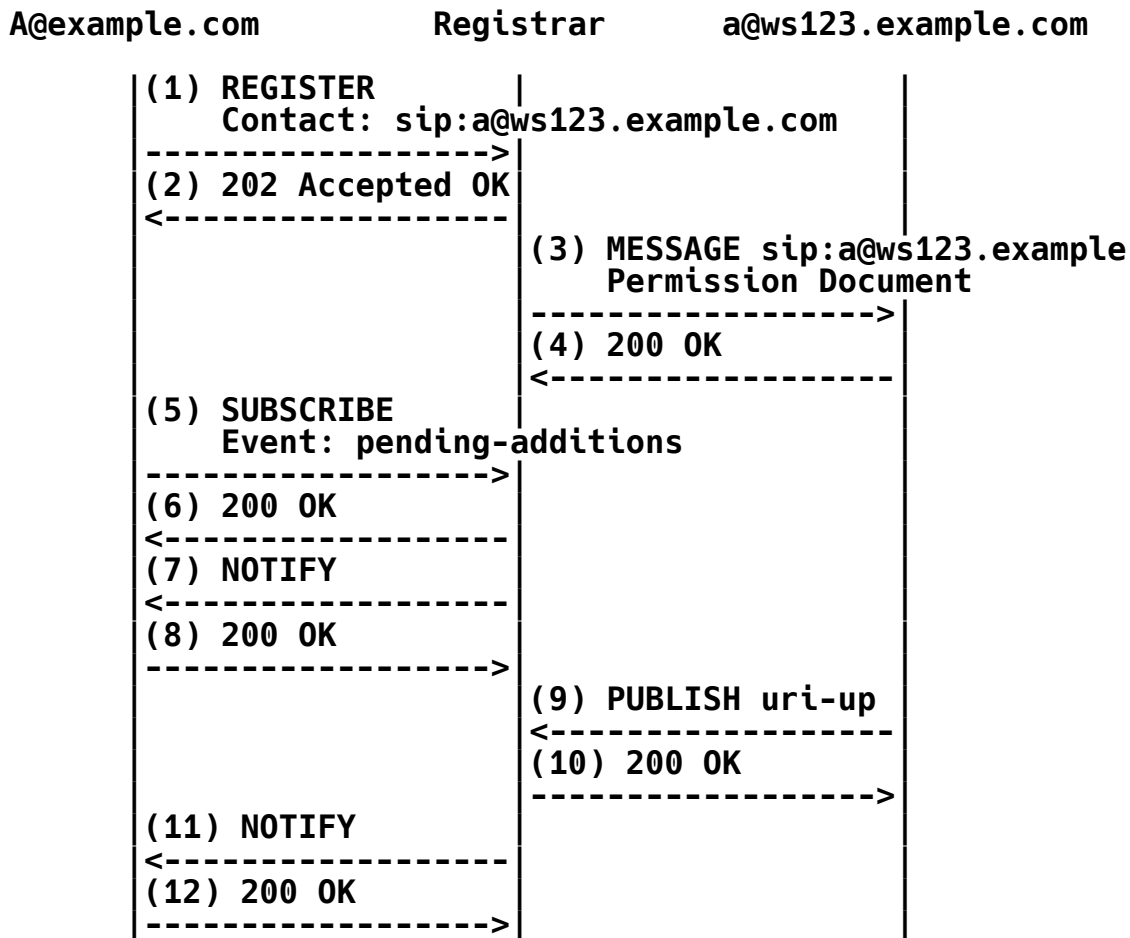 A@example.com Registrar a@ws123.example.com
(1) REGISTER
Contact: sip:a@ws123.example.com
------------------>
(2) 202 Accepted OK
<------------------
(3) MESSAGE sip:a@ws123.example
Permission Document
------------------>
(4) 200 OK
<------------------
(5) SUBSCRIBE
Event: pending-additions
------------------>
(6) 200 OK
<------------------
(7) NOTIFY
<------------------
(8) 200 OK
------------------>
(9) PUBLISH uri-up
<------------------
(10) 200 OK
------------------>
(11) NOTIFY
<------------------
(12) 200 OK
------------------>